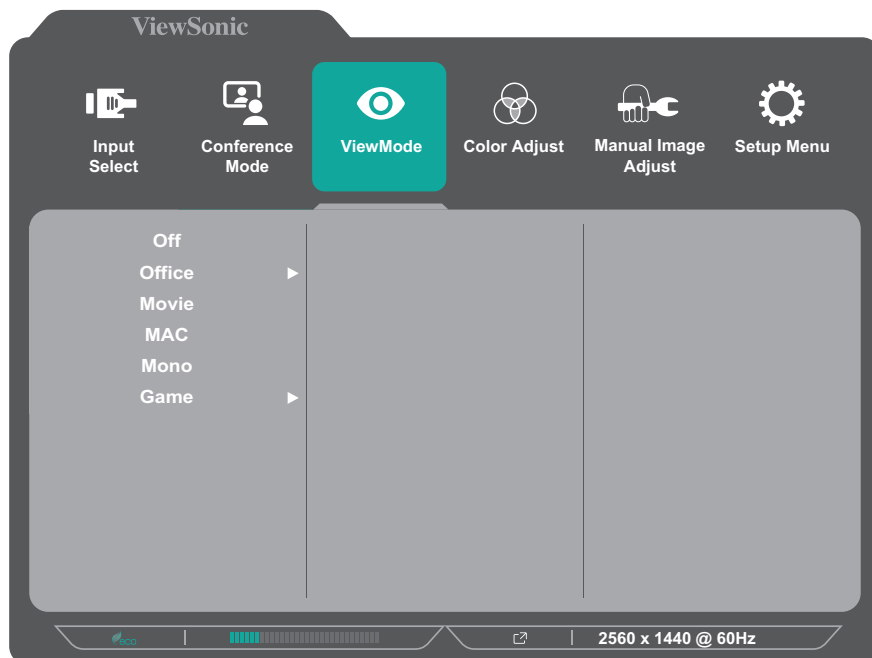 ViewSonic
Input
Select
Conference
Mode
ViewMode
Color Adjust
Manual Image
Adjust
Setup Menu
Off
Office
Movie
MAC
Mono
Game
eco
2560 x 1440 @ 60Hz